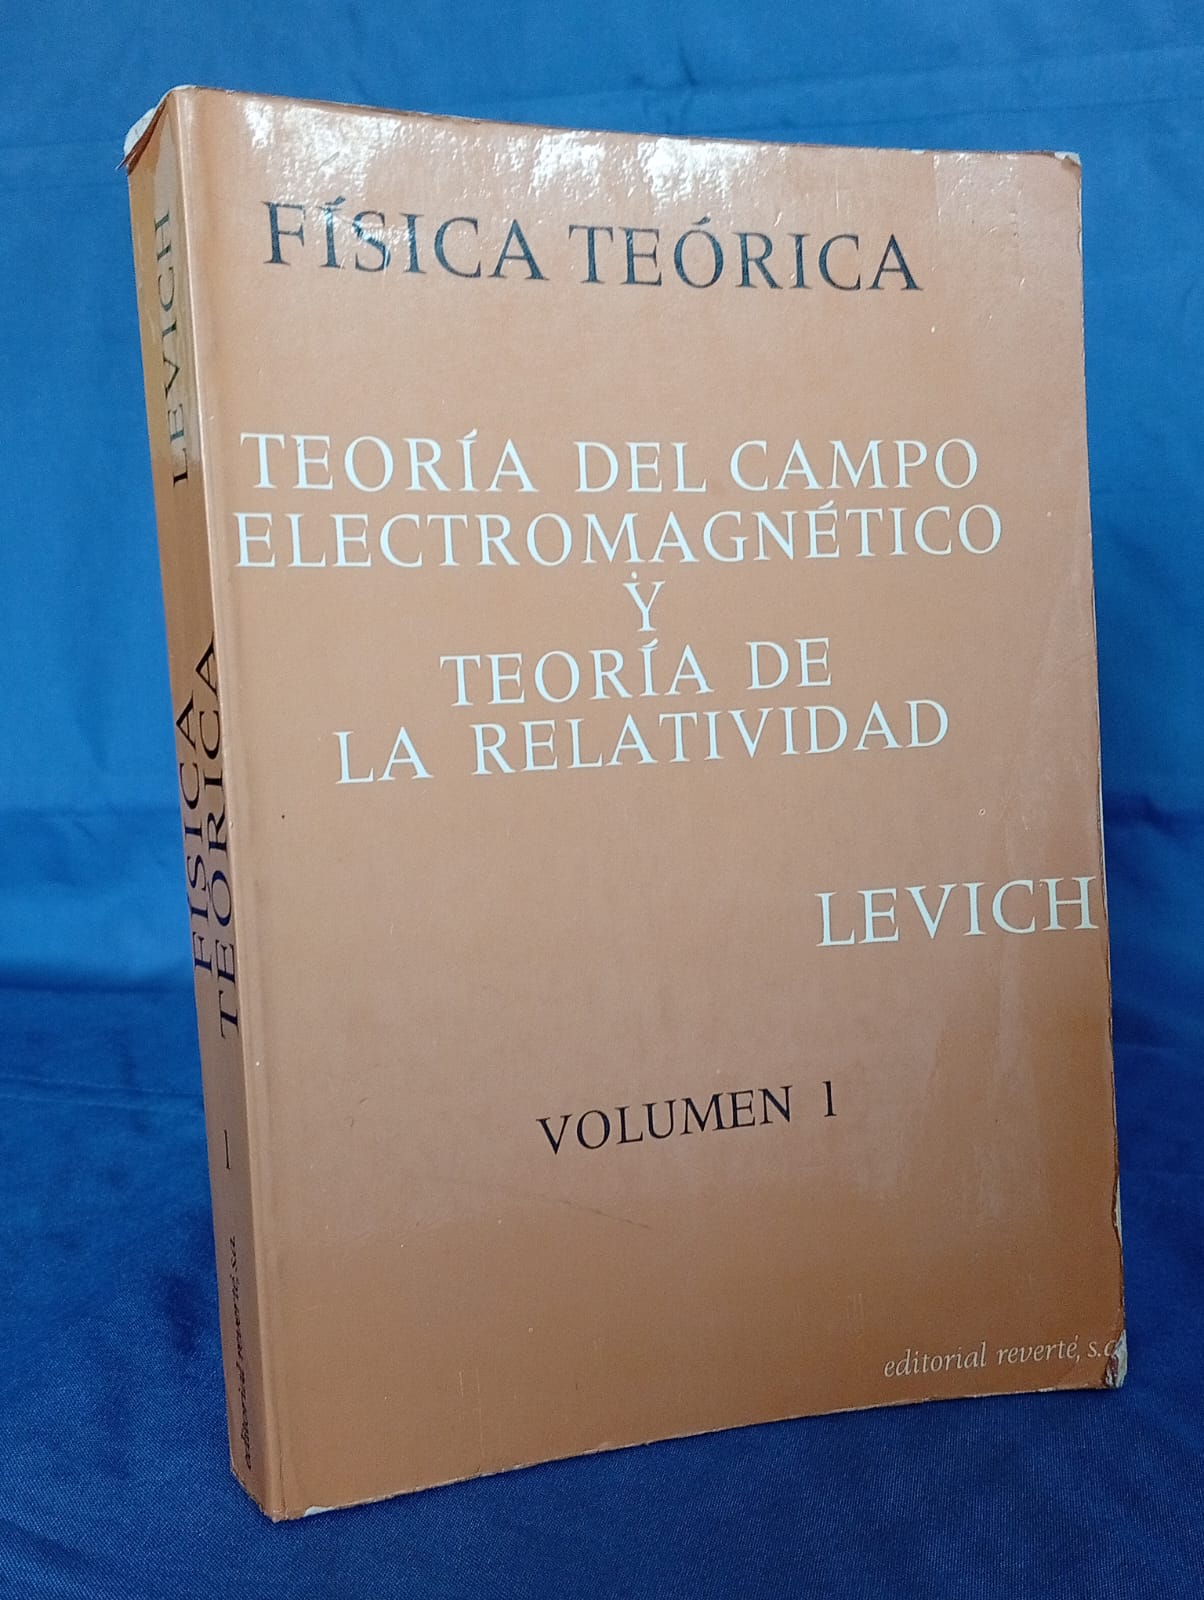 FÍSICA TEÓRICA
TEORÍA DEL CAMPO
ELECTROMAGNÉTICO
Y
TEORÍA DE
LA RELATIVIDAD
LEVICH
VOLUMEN 1
editorial reverté, s.a
LEVICH
FÍSICA
TEÓRICA
1
editorial reverté, s.a